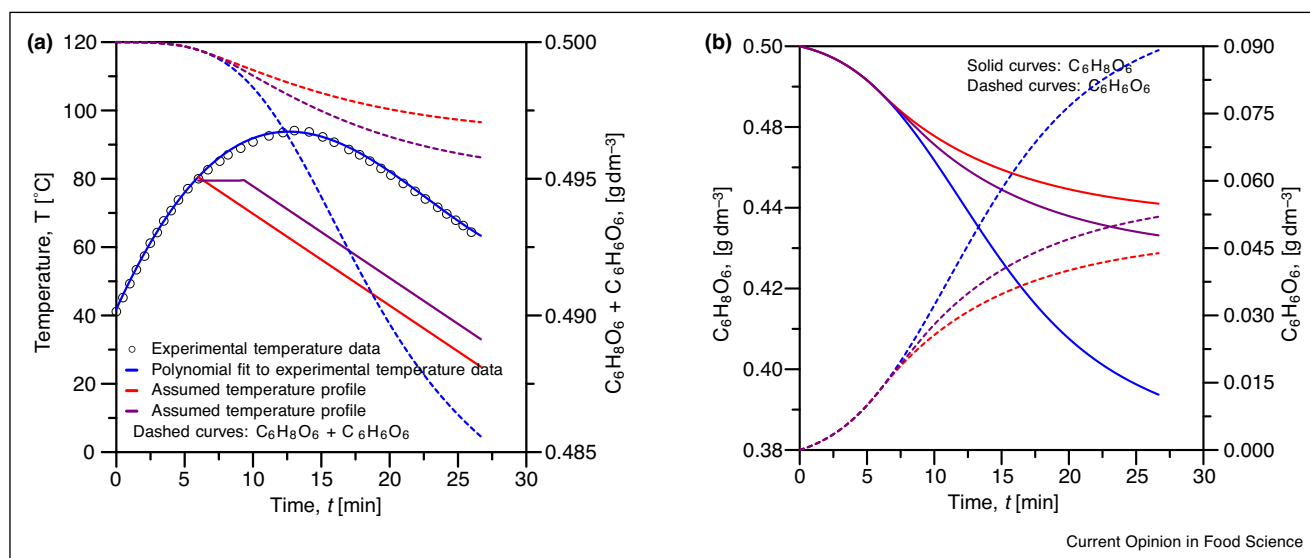 (a)
120
100
80
60
40
20
0
Temperature, T [°C]
0.500
0.495
0.490
0.485
C₆H₈O₆ + C₆H₆O₆, [gdm⁻³]
Experimental temperature data
Polynomial fit to experimental temperature data
Assumed temperature profile
Assumed temperature profile
Dashed curves: C₆H₈O₆ + C₆H₆O₆
0 5 10 15 20 25 30
Time, t [min]
(b)
0.50
0.48
0.44
0.42
0.40
0.38
C₆H₈O₆, [g dm⁻³]
Solid curves: C₆H₈O₆
Dashed curves: C₆H₆O₆
0.090
0.075
0.060
0.045
0.030
0.015
0.000
C₆H₆O₆, [g dm⁻³]
0 5 10 15 20 25 30
Time, t [min]
Current Opinion in Food Science